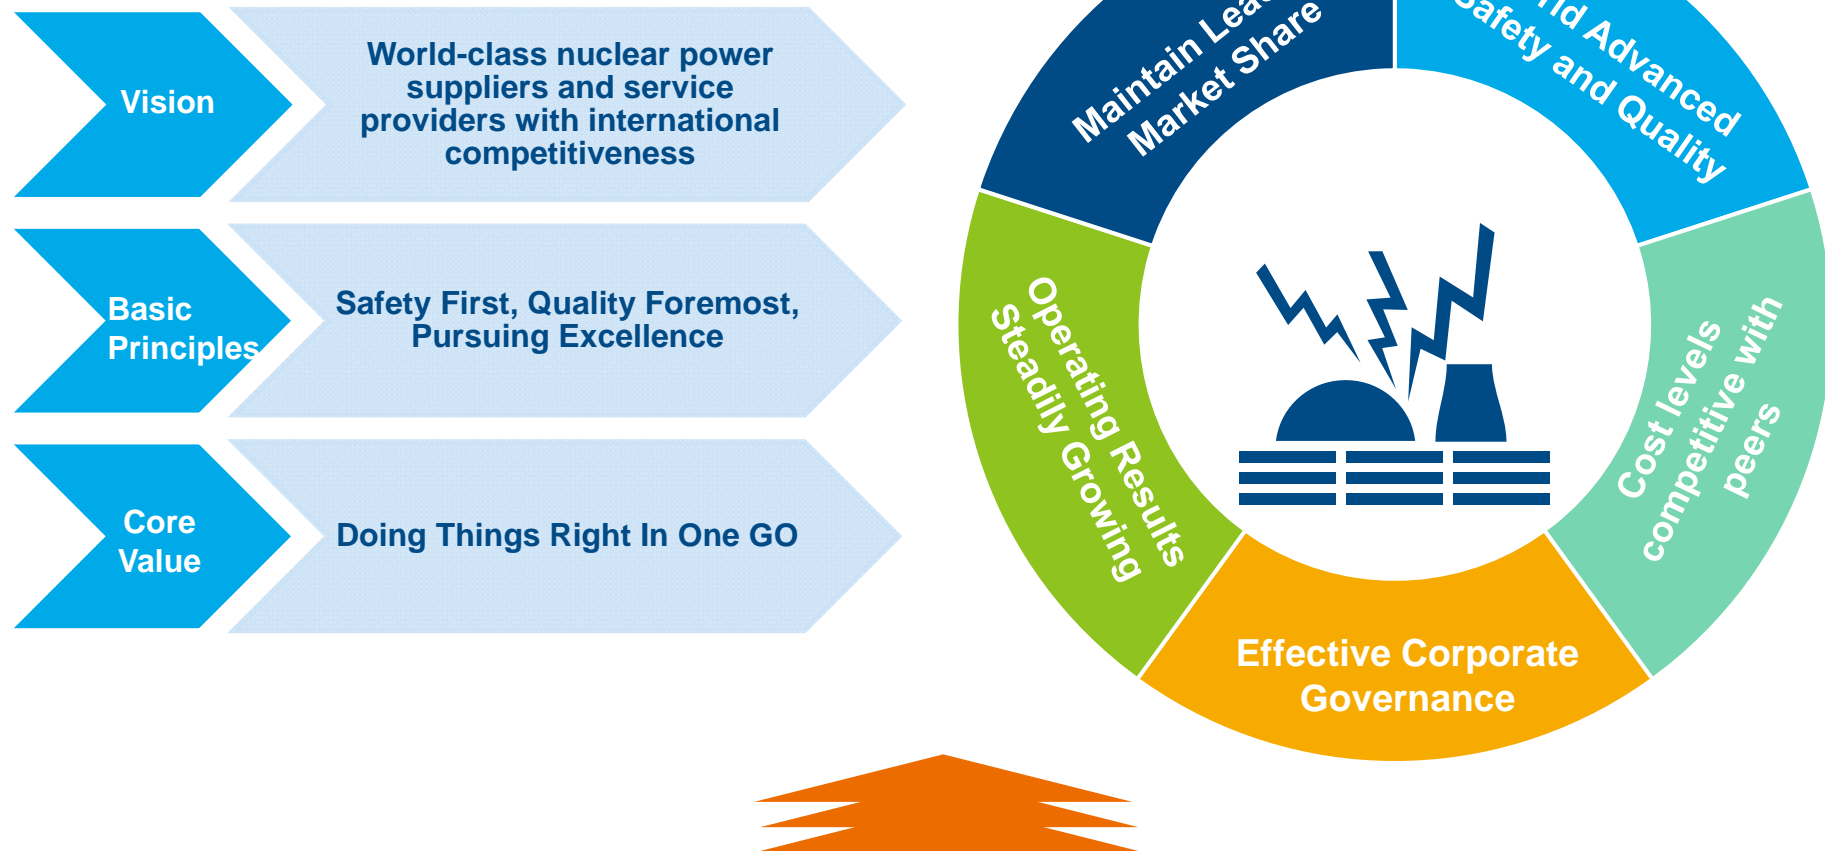 Vision
World-class nuclear power
suppliers and service
providers with international
competitiveness
Basic
Principles
Safety First, Quality Foremost,
Pursuing Excellence
Core
Value
Doing Things Right In One GO
Maintain
Market Share
Advanced
Safety and Quality
Cost levels
competitive with
peers
Effective Corporate
Governance
Operating Results
Steadily Growing